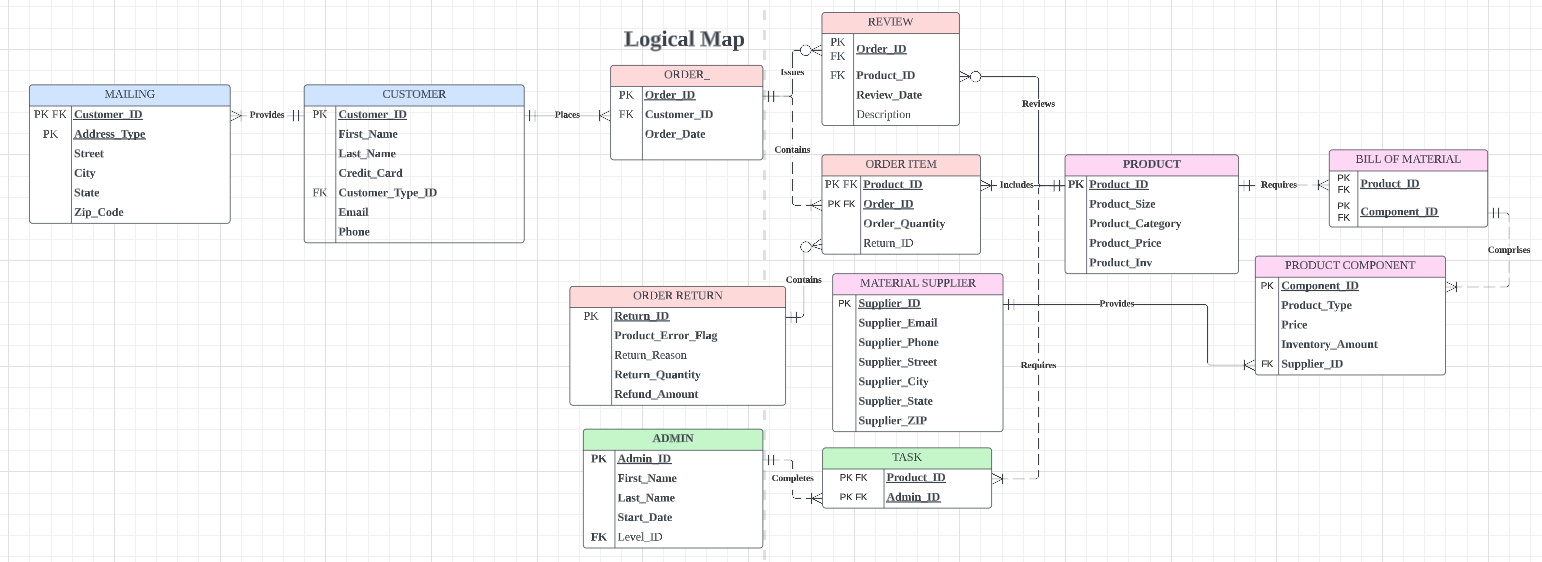 Logical Map
MAILING
PK FK Customer_ID
PK Address_Type
Street
City
State
Zip_Code
Provides
CUSTOMER
PK Customer_ID
First_Name
Last_Name
Credit_Card
FK Customer_Type_ID
Email
Phone
Places
ORDER_
PK Order_ID
FK Customer_ID
Order_Date
Issues
Contains
REVIEW
PK
FK
Order_ID
FK Product_ID
Review_Date
Description
Reviews
ORDER ITEM
PK FK Product_ID
PK FK Order_ID
Order_Quantity
Return_ID
Includes
PRODUCT
PK Product_ID
Product_Size
Product_Category
Product_Price
Product_Inv
Requires
BILL OF MATERIAL
PK
FK
Product_ID
PK
FK
Component_ID
Comprises
PRODUCT COMPONENT
PK Component_ID
Product_Type
Price
Inventory_Amount
FK Supplier_ID
Contains
ORDER RETURN
PK Return_ID
Product_Error_Flag
Return_Reason
Return_Quantity
Refund_Amount
MATERIAL SUPPLIER
PK Supplier_ID
Supplier_Email
Supplier_Phone
Supplier_Street
Supplier_City
Supplier_State
Supplier_ZIP
Provides
Requires
ADMIN
PK Admin_ID
First_Name
Last_Name
Start_Date
FK Level_ID
Completes
TASK
PK FK Product_ID
PK FK Admin_ID